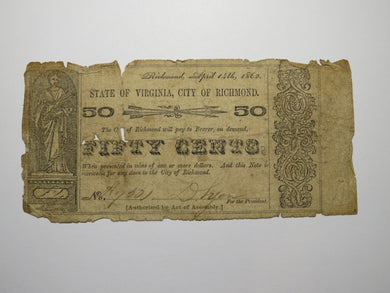 Richmond, April 14th, 1862.
STATE OF VIRGINIA, CITY OF RICHMOND.
50 50
The City of Richmond will pay to Bearer, on demand,
FIFTY CENTS,
When presented in sums of one or more dollars. And this Note is
receivable for any dues to the City of Richmond.
No.
For the President.
[Authorized by Act of Assembly.]